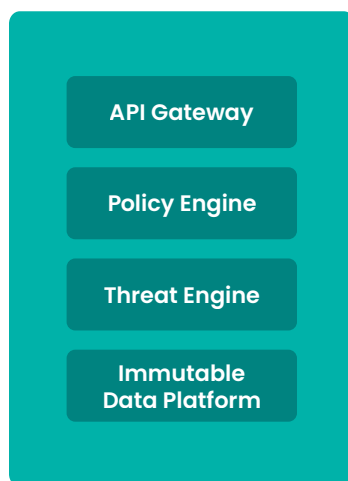 API Gateway
Policy Engine
Threat Engine
Immutable
Data Platform